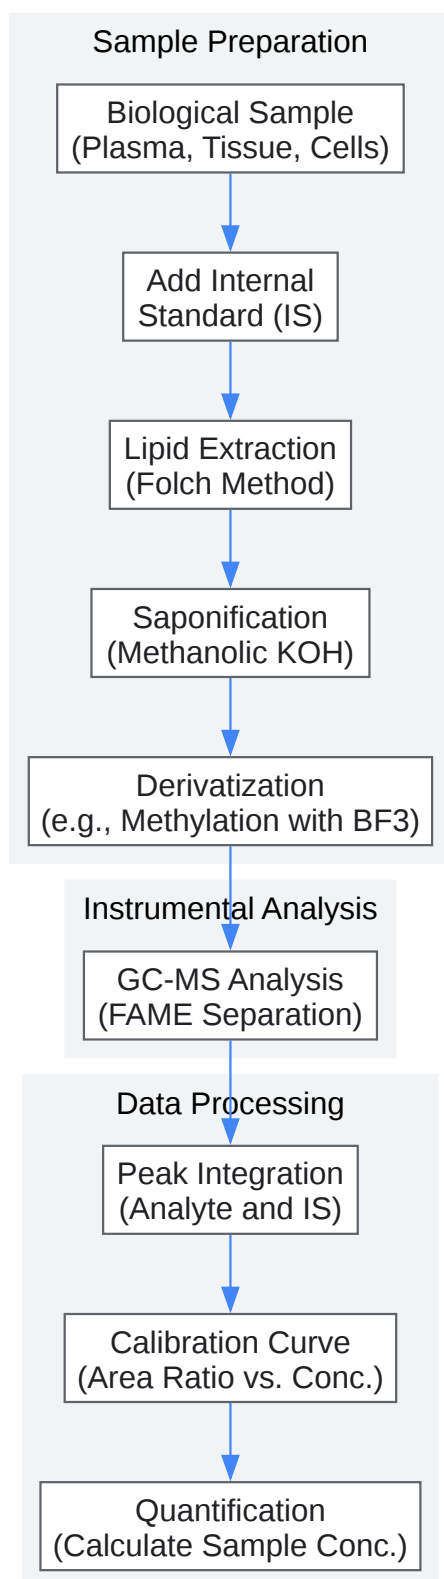 Sample Preparation
Biological Sample
(Plasma, Tissue, Cells)
Add Internal
Standard (IS)
Lipid Extraction
(Folch Method)
Saponification
(Methanolic KOH)
Derivatization
(e.g., Methylation with BF3)
Instrumental Analysis
GC-MS Analysis
(FAME Separation)
Data Processing
Peak Integration
(Analyte and IS)
Calibration Curve
(Area Ratio vs. Conc.)
Quantification
(Calculate Sample Conc.)